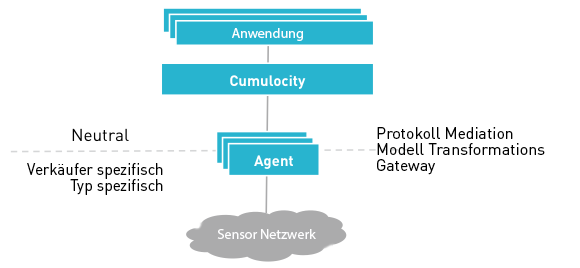 Anwendung
Cumulocity
Neutral
Agent
Protokoll Mediation
Modell Transformations
Gateway
Verkäufer spezifisch
Typ spezifisch
Sensor Netzwerk